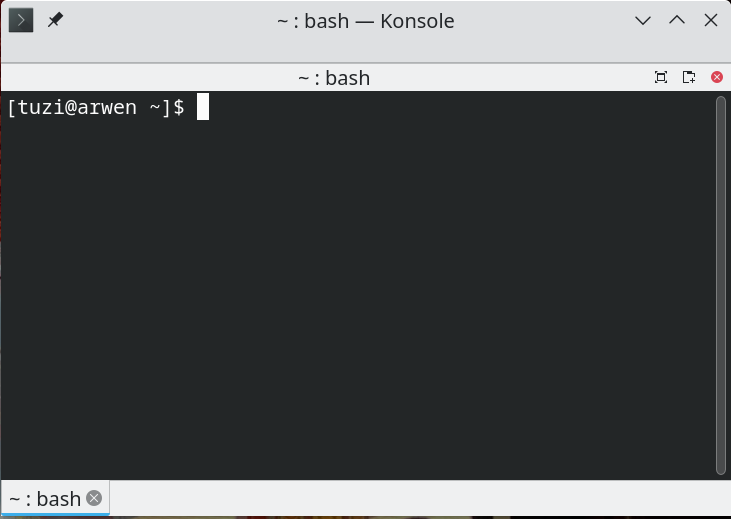 ~ : bash — Konsole
~ : bash
[tuzi@arwen ~]$
~ : bash